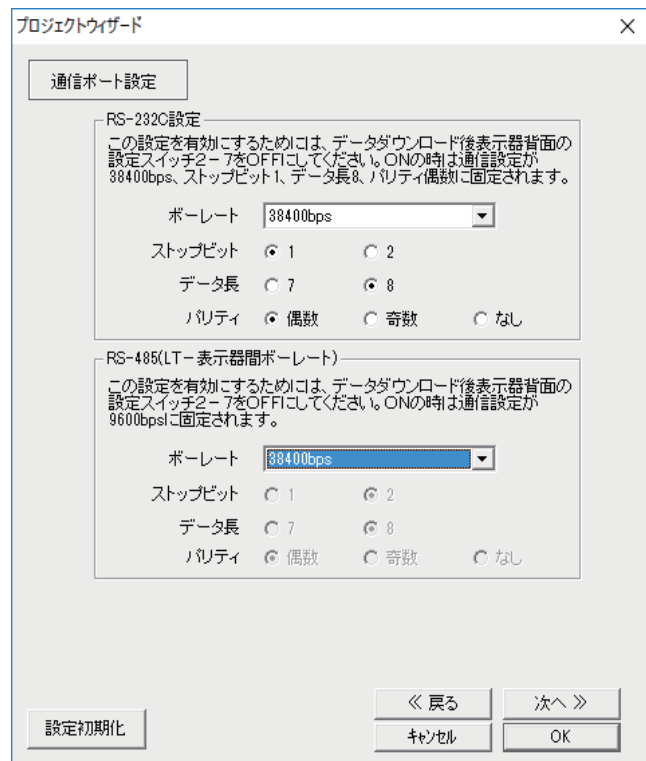 プロジェクトウィザード
通信ポート設定
RS-232C設定
この設定を有効にするためには、データダウンロード後表示器背面の
設定スイッチ2－7をOFFにしてください。ONの時は通信設定が
38400bps、ストップビット1、データ長8、パリティ偶数に固定されます。
ボーレート 38400bps
ストップビット 1 2
データ長 7 8
パリティ 偶数 奇数 なし
RS-485(LT－表示器間ボーレート)
この設定を有効にするためには、データダウンロード後表示器背面の
設定スイッチ2－7をOFFにしてください。ONの時は通信設定が
9600bpsに固定されます。
ボーレート 38400bps
ストップビット 1 2
データ長 7 8
パリティ 偶数 奇数 なし
≪ 戻る 次へ ≫
設定初期化 キャンセル OK